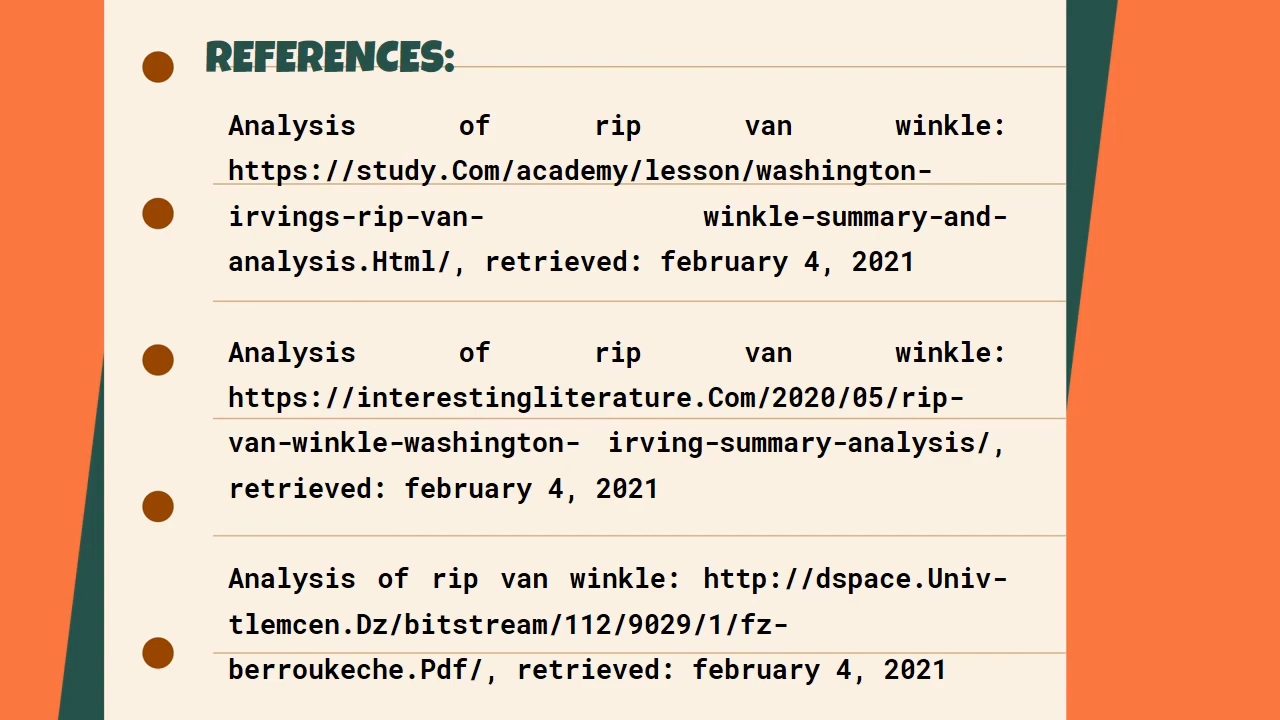 REFERENCES:
Analysis of rip van winkle:
https://study.Com/academy/lesson/washington-
irvings-rip-van- winkle-summary-and-
analysis.Html/, retrieved: february 4, 2021
Analysis of rip van winkle:
https://interestingliterature.Com/2020/05/rip-
van-winkle-washington- irving-summary-analysis/,
retrieved: february 4, 2021
Analysis of rip van winkle: http://dspace.Univ-
tlemcen.Dz/bitstream/112/9029/1/fz-
berroukeche.Pdf/, retrieved: february 4, 2021